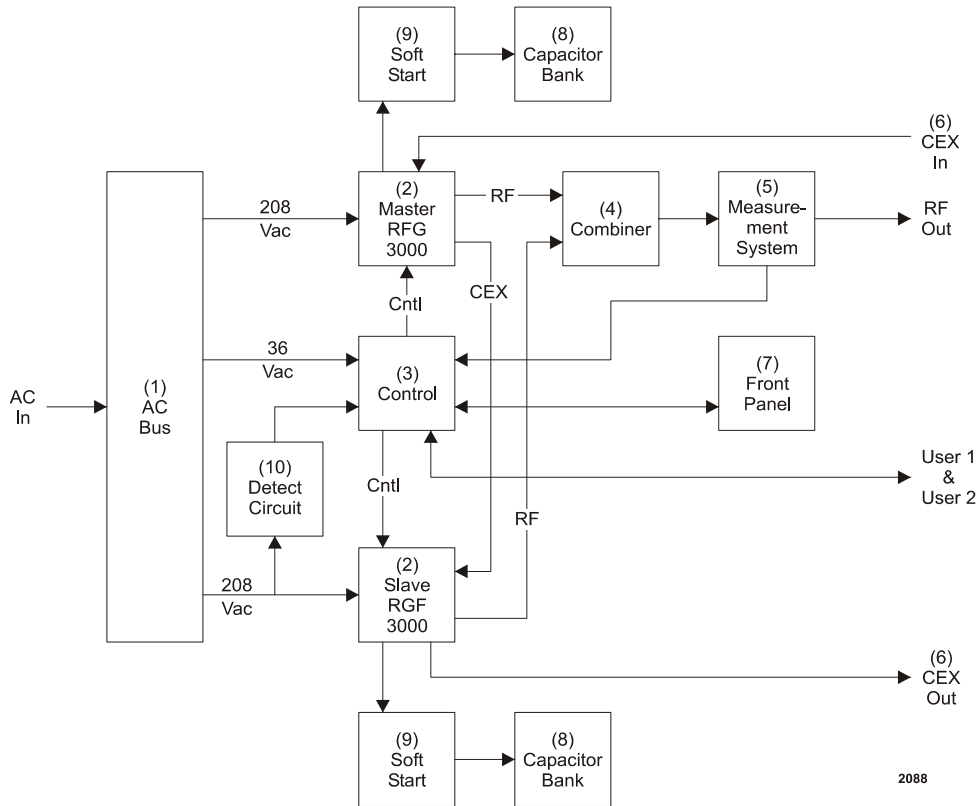 (9)
Soft
Start
(8)
Capacitor
Bank
(6)
CEX
In
208
Vac
(2)
Master
RFG
3000
RF
(4)
Combiner
(5)
Measure-
ment
System
RF
Out
Cntl
CEX
36
Vac
(3)
Control
(7)
Front
Panel
AC
In
(1)
AC
Bus
(10)
Detect
Circuit
Cntl
RF
User 1
&
User 2
208
Vac
(2)
Slave
RGF
3000
(6)
CEX
Out
(9)
Soft
Start
(8)
Capacitor
Bank
2088